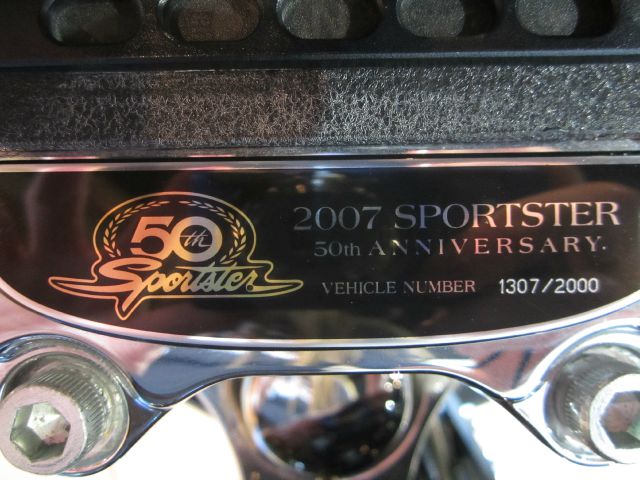 50th
Sportster
2007 SPORTSTER
50th ANNIVERSARY.
VEHICLE NUMBER 1307/2000